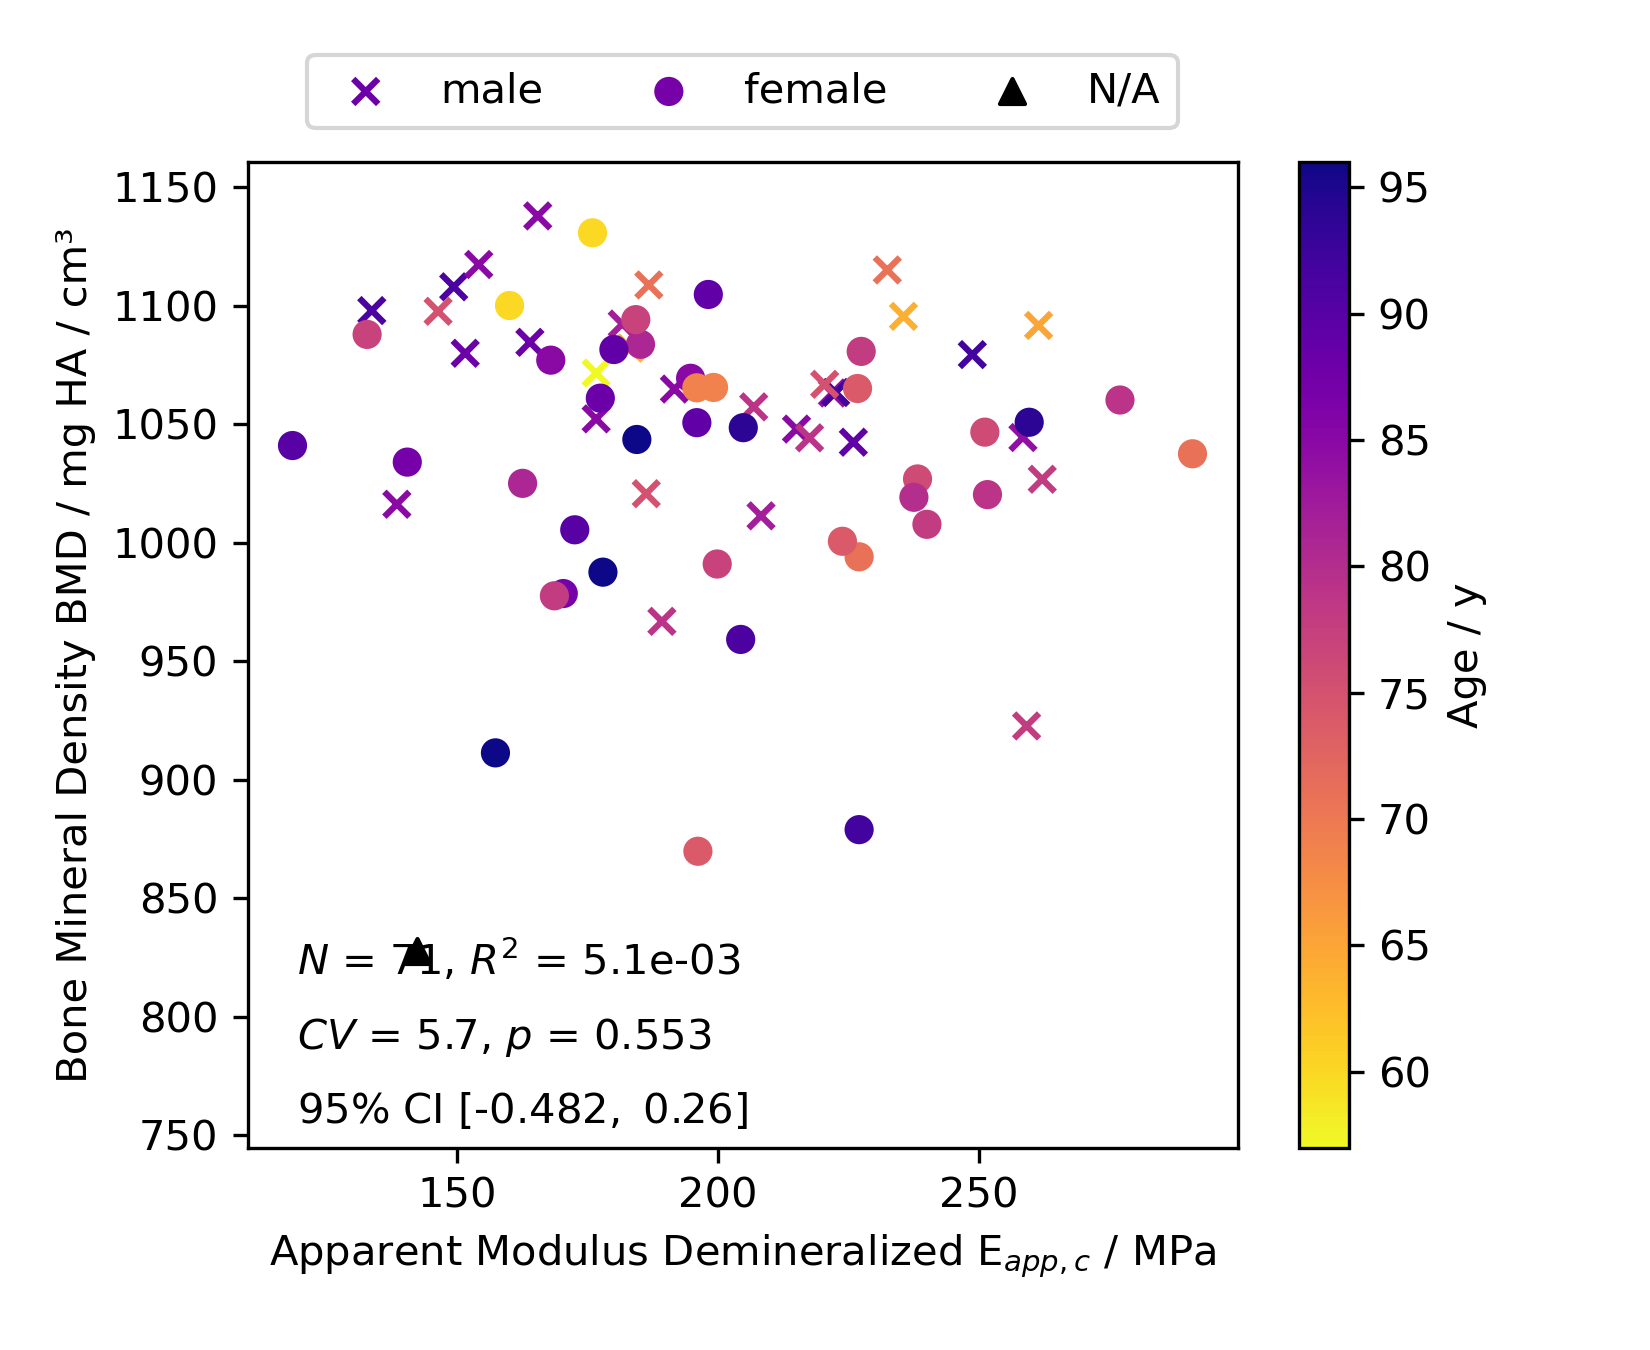 male female N/A
Bone Mineral Density BMD / mg HA / cm³
1150
1100
1050
1000
950
900
850
800
750
N = 71, R² = 5.1e-03
CV = 5.7, p = 0.553
95% CI [-0.482, 0.26]
150 200 250
Apparent Modulus Demineralized E_app,c / MPa
95
90
85
80
75
70
65
60
Age / y